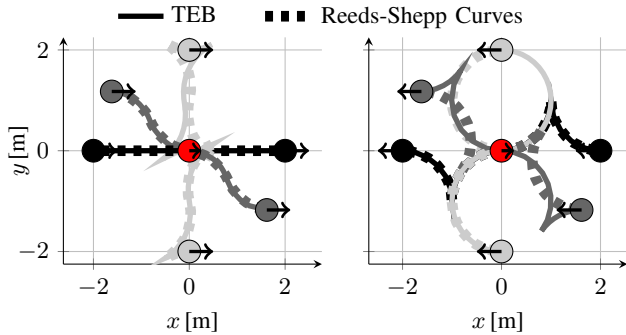 TEB Reeds-Shepp Curves
2
0
−2
y [m]
−2 0 2
x [m]
−2 0 2
x [m]